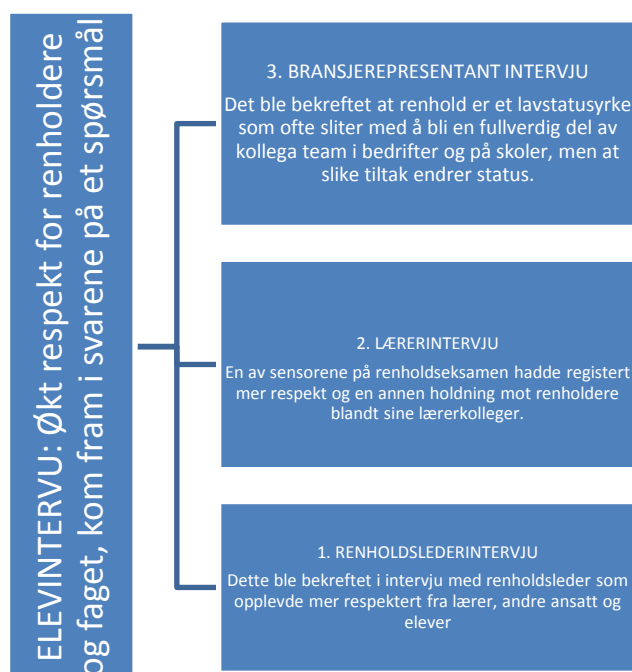 ELEVINTERVU: Økt respekt for renholdere
og faget, kom fram i svarene på et spørsmål
3. BRANSJEREPRESENTANT INTERVJU
Det ble bekreftet at renhold er et lavstatusyrke
som ofte sliter med å bli en fullverdig del av
kollega team i bedrifter og på skoler, men at
slike tiltak endrer status.
2. LÆRERINTERVJU
En av sensorene på renholdseksamen hadde registert
mer respekt og en annen holdning mot renholdere
blandt sine lærerkolleger.
1. RENHOLDSLEDERINTERVJU
Dette ble bekreftet i intervju med renholdsleder som
opplevde mer respektert fra lærer, andre ansatt og
elever